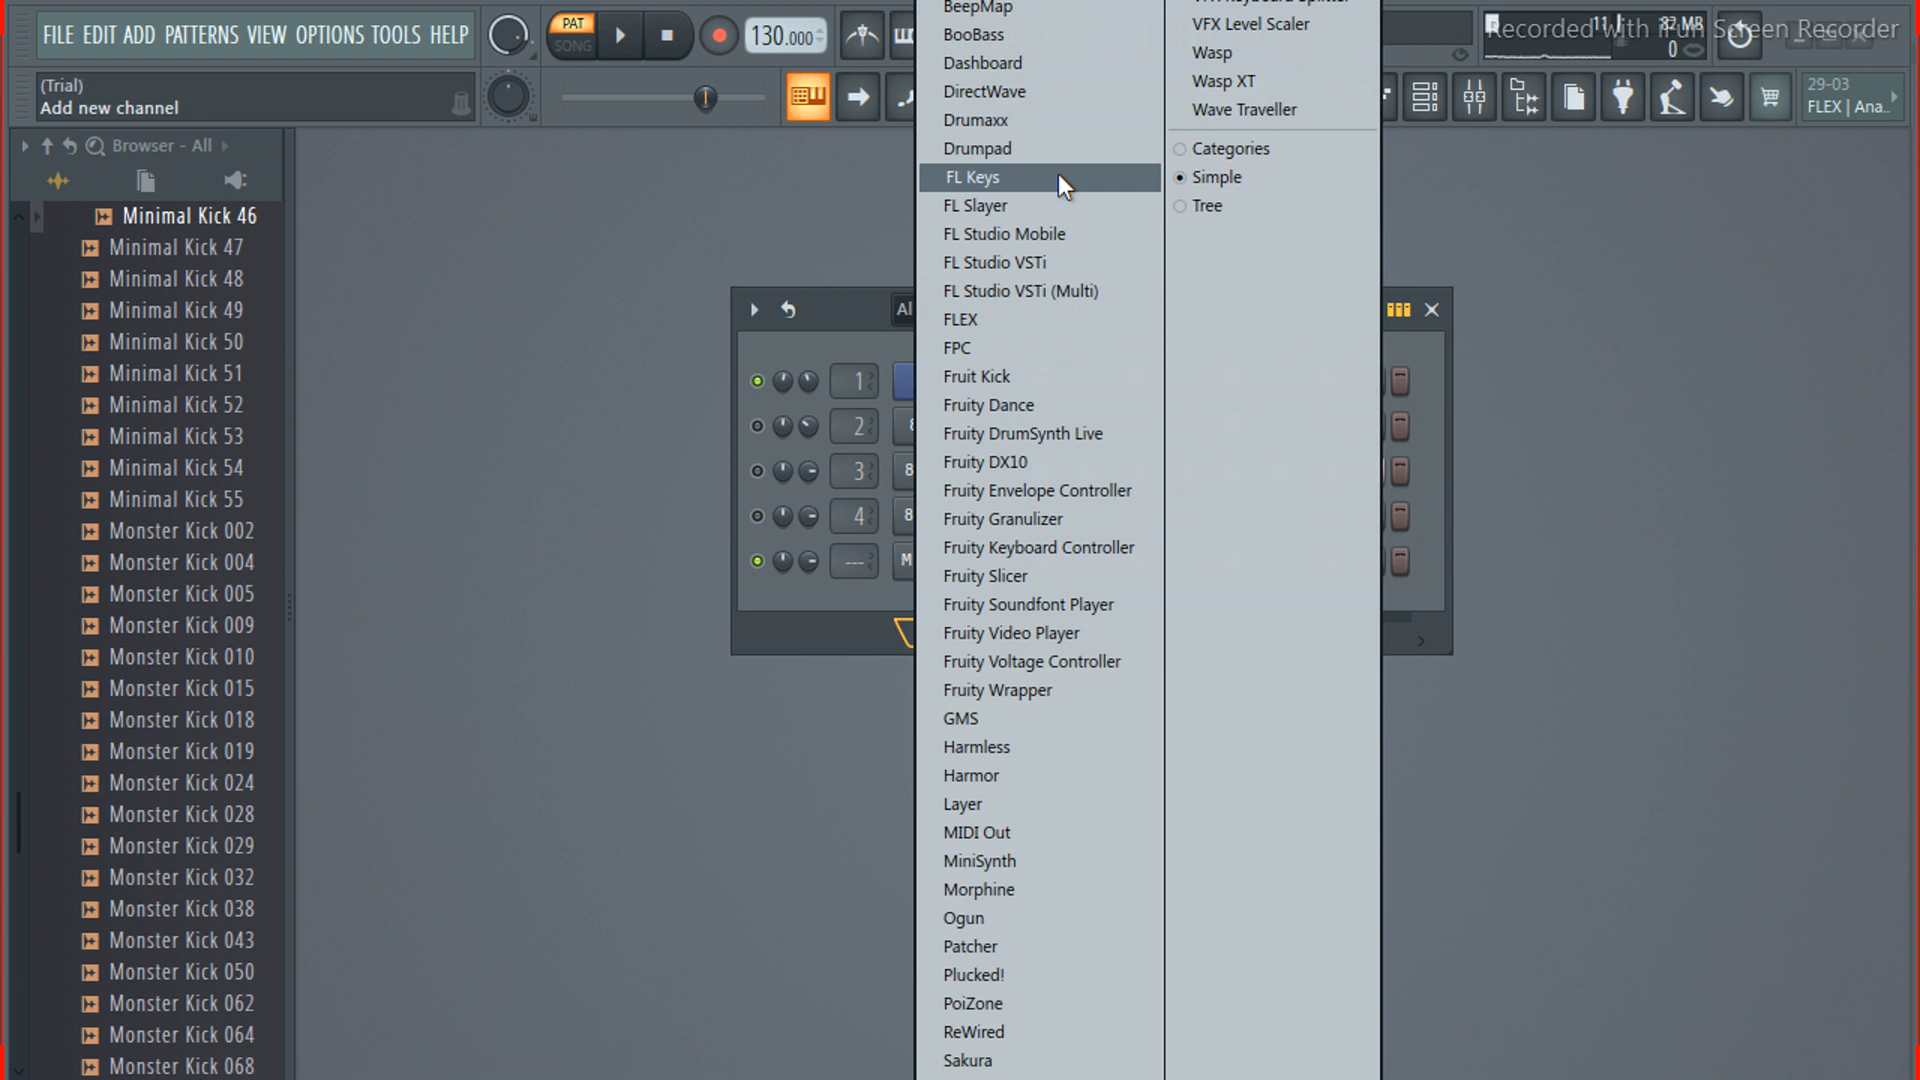 FILE EDIT ADD PATTERNS VIEW OPTIONS TOOLS HELP
PAT
SONG
130.000
Recorded with iFun Screen Recorder
11
87 MB
0
(Trial)
Add new channel
29-03
FLEX | Ana..
Browser - All
Minimal Kick 46
Minimal Kick 47
Minimal Kick 48
Minimal Kick 49
Minimal Kick 50
Minimal Kick 51
Minimal Kick 52
Minimal Kick 53
Minimal Kick 54
Minimal Kick 55
Monster Kick 002
Monster Kick 004
Monster Kick 005
Monster Kick 009
Monster Kick 010
Monster Kick 015
Monster Kick 018
Monster Kick 019
Monster Kick 024
Monster Kick 028
Monster Kick 029
Monster Kick 032
Monster Kick 038
Monster Kick 043
Monster Kick 050
Monster Kick 062
Monster Kick 064
Monster Kick 068
Al
1
2
3
8
4
8
---
M
BeepMap
BooBass
Dashboard
DirectWave
Drumaxx
Drumpad
FL Keys
FL Slayer
FL Studio Mobile
FL Studio VSTi
FL Studio VSTi (Multi)
FLEX
FPC
Fruit Kick
Fruity Dance
Fruity DrumSynth Live
Fruity DX10
Fruity Envelope Controller
Fruity Granulizer
Fruity Keyboard Controller
Fruity Slicer
Fruity Soundfont Player
Fruity Video Player
Fruity Voltage Controller
Fruity Wrapper
GMS
Harmless
Harmor
Layer
MIDI Out
MiniSynth
Morphine
Ogun
Patcher
Plucked!
PoiZone
ReWired
Sakura
VFX Level Scaler
Wasp
Wasp XT
Wave Traveller
Categories
Simple
Tree